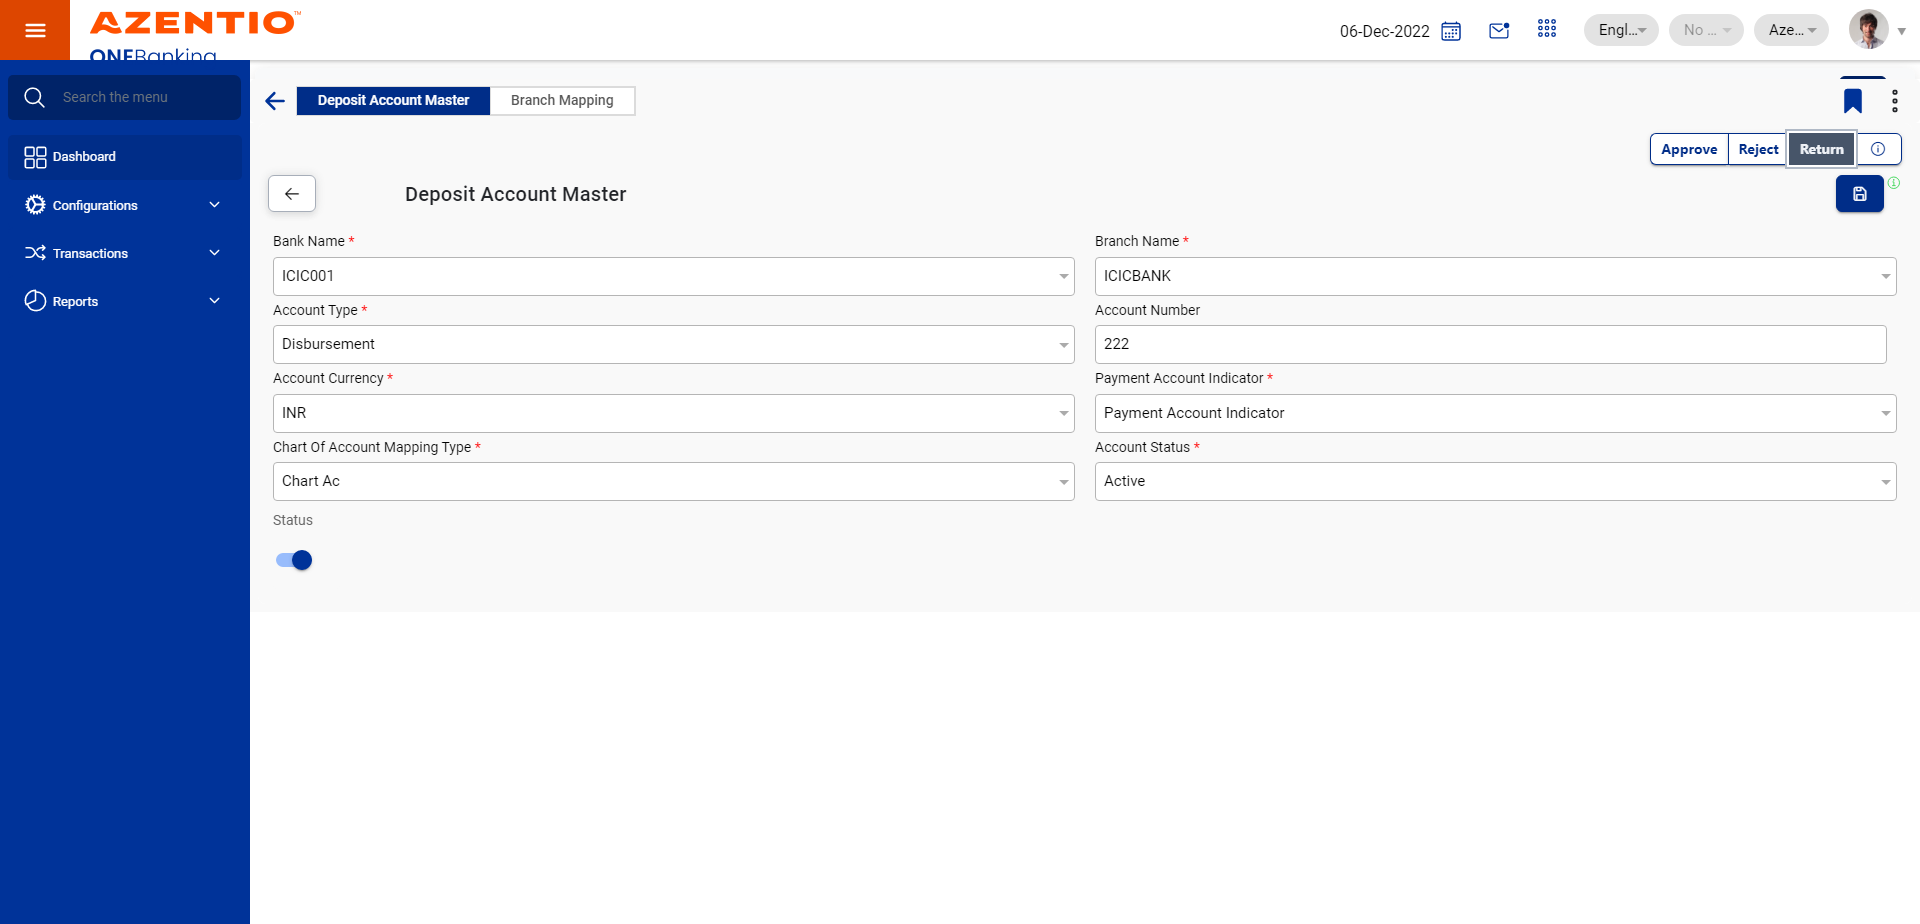 AZENTIO™
ONEBanking
06-Dec-2022
Engl...
No ...
Aze...
Search the menu
Dashboard
Configurations
Transactions
Reports
Deposit Account Master
Branch Mapping
Approve
Reject
Return
Deposit Account Master
Bank Name *
Branch Name *
ICIC001
ICICBANK
Account Type *
Account Number
Disbursement
222
Account Currency *
Payment Account Indicator *
INR
Payment Account Indicator
Chart Of Account Mapping Type *
Account Status *
Chart Ac
Active
Status